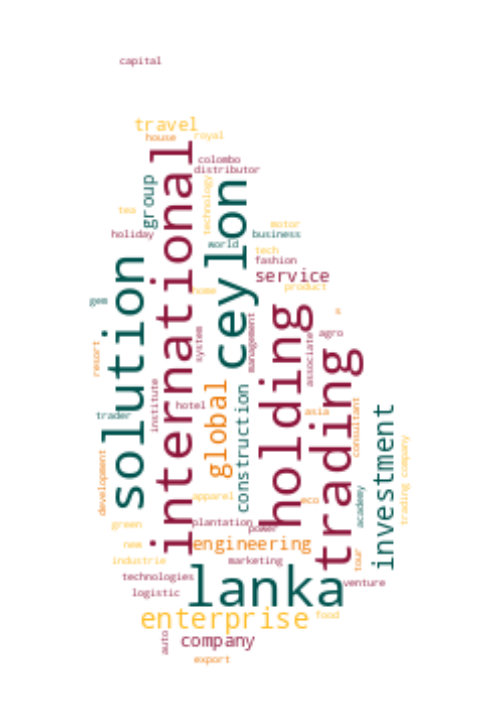 capital
travel
house
royal
colombo
distributor
international
group
technology
ceylon
tea
holiday
world
motor
business
tech
fashion
service
product
solution
home
gem
holding
s
agro
system
management
associate
trading
resort
institute
hotel
global
construction
asia
consultant
trader
investment
development
trading company
apparel
eco
academy
green
plantation
power
new
engineering
tour
industrie
marketing
technologies
lanka
venture
logistic
enterprise
food
auto
company
export